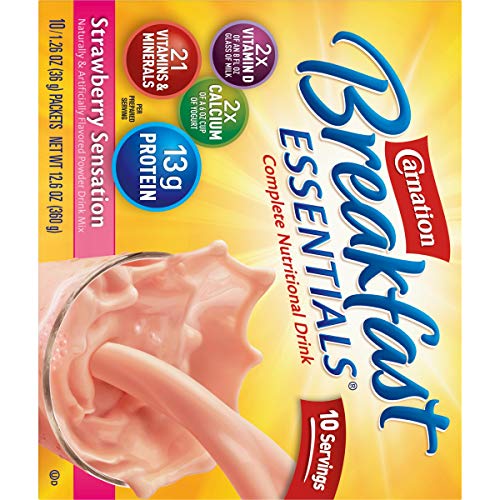 Carnation
Breakfast
ESSENTIALS®
Complete Nutritional Drink
10 Servings
2X
VITAMIN D
OF AN 8 FL OZ
GLASS OF MILK
2X
CALCIUM
OF A 6 OZ CUP
OF YOGURT
21
VITAMINS &
MINERALS
13g
PROTEIN
PER
PREPARED
SERVING
Strawberry Sensation
Naturally & Artificially Flavored Powder Drink Mix
10/1.26 OZ (36 g) PACKETS NET WT 12.6 OZ (360 g)
U D